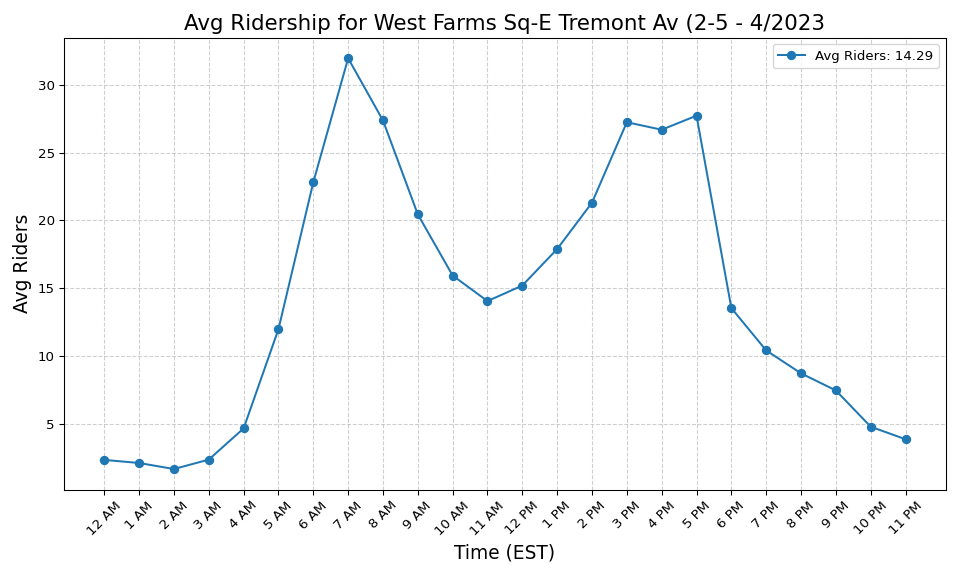 Avg Ridership for West Farms Sq-E Tremont Av (2-5 - 4/2023
Avg Riders: 14.29
Avg Riders
30
25
20
15
10
5
12 AM
1 AM
2 AM
3 AM
4 AM
5 AM
6 AM
7 AM
8 AM
9 AM
10 AM
11 AM
12 PM
1 PM
2 PM
3 PM
4 PM
5 PM
6 PM
7 PM
8 PM
9 PM
10 PM
11 PM
Time (EST)